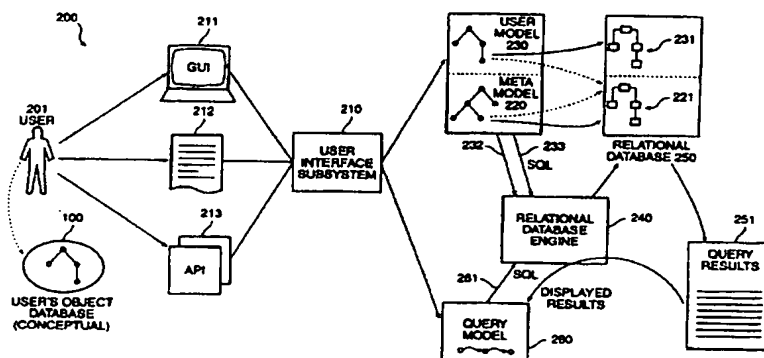 200
211
GUI
201
USER
212
210
USER
INTERFACE
SUBSYSTEM
213
API
100
USER'S OBJECT
DATABASE
(CONCEPTUAL)
USER
MODEL
230
META
MODEL
220
231
221
RELATIONAL
DATABASE 250
232
233
SQL
RELATIONAL
DATABASE
ENGINE
240
251
QUERY
RESULTS
261
SQL
DISPLAYED
RESULTS
QUERY
MODEL
260